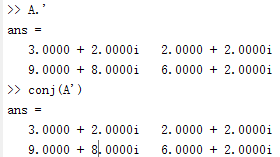 >> A.'
ans =
3.0000 + 2.0000i 2.0000 + 2.0000i
9.0000 + 8.0000i 6.0000 + 2.0000i
>> conj(A')
ans =
3.0000 + 2.0000i 2.0000 + 2.0000i
9.0000 + 8.0000i 6.0000 + 2.0000i